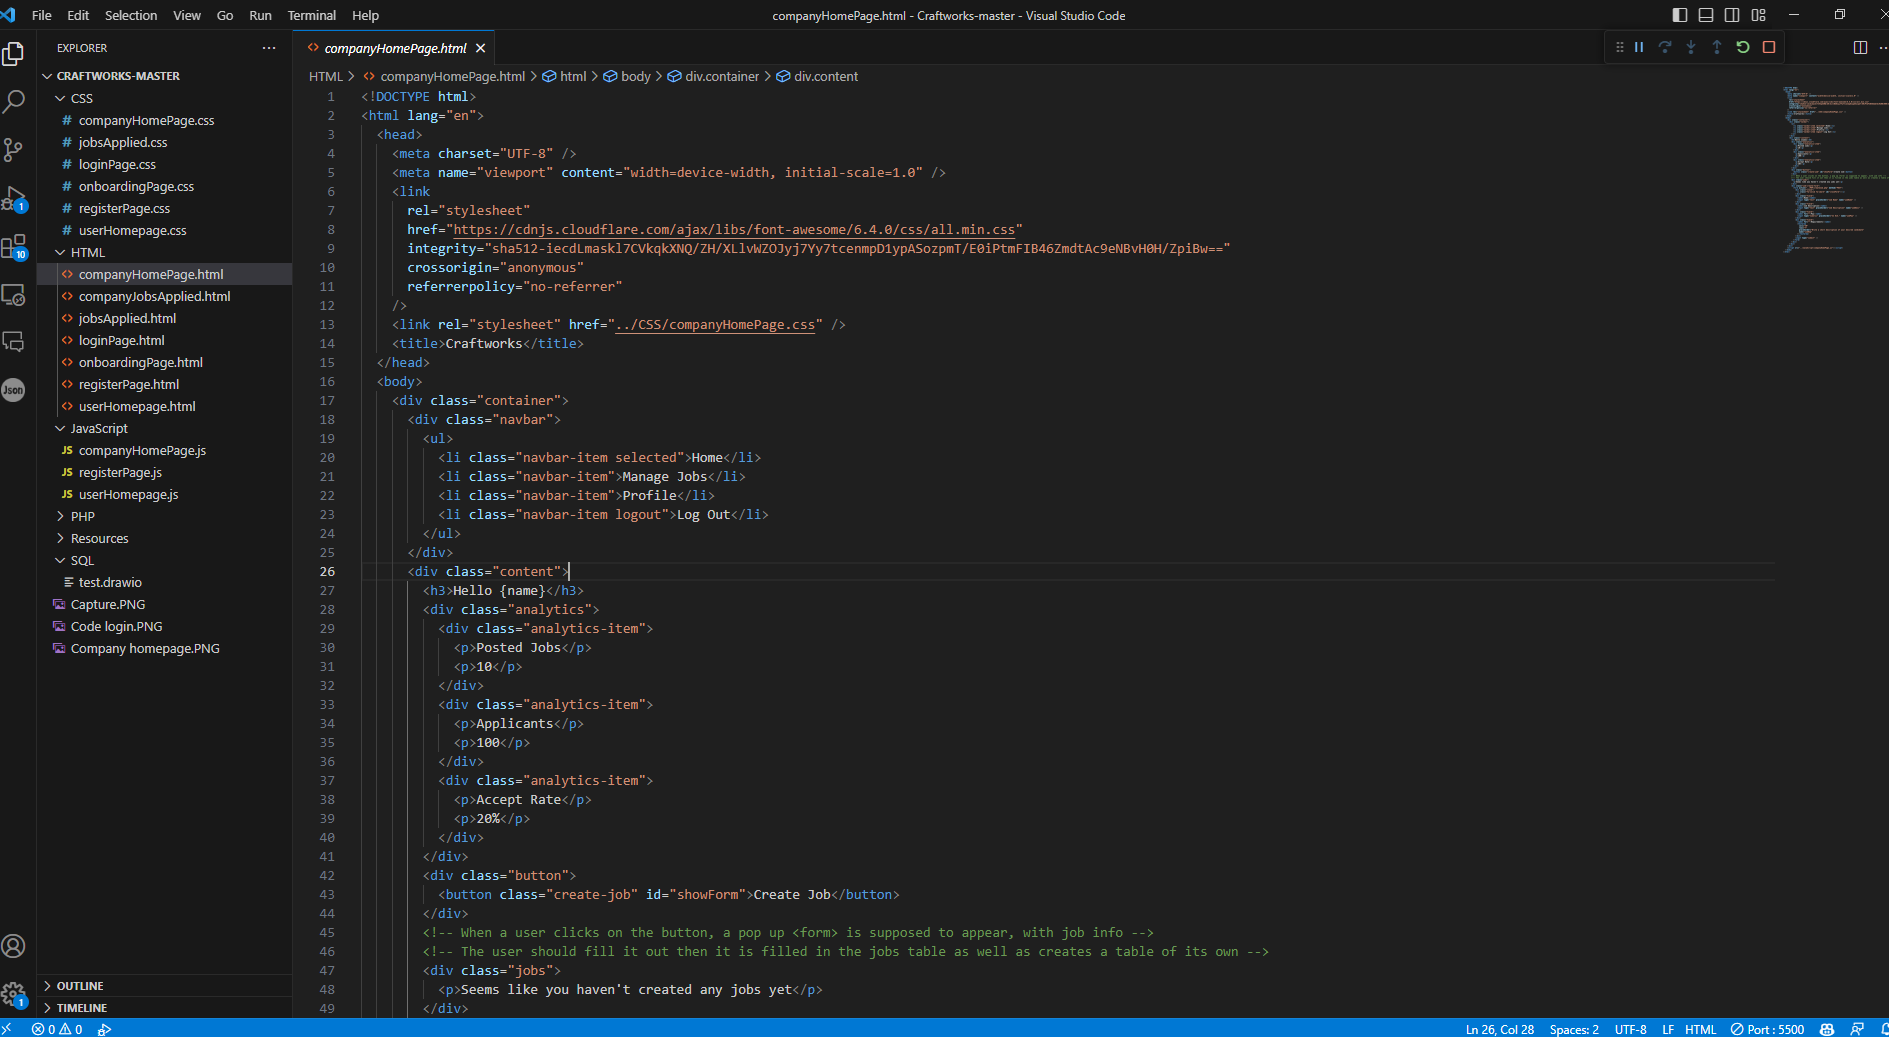 File Edit Selection View Go Run Terminal Help
companyHomePage.html - Craftworks-master - Visual Studio Code
EXPLORER
companyHomePage.html
CRAFTWORKS-MASTER
HTML > companyHomePage.html > html > body > div.container > div.content
CSS
companyHomePage.css
jobsApplied.css
loginPage.css
onboardingPage.css
registerPage.css
userHomepage.css
HTML
companyHomePage.html
companyJobsApplied.html
jobsApplied.html
loginPage.html
onboardingPage.html
registerPage.html
userHomepage.html
JavaScript
JS companyHomePage.js
JS registerPage.js
JS userHomepage.js
PHP
Resources
SQL
test.drawio
Capture.PNG
Code login.PNG
Company homepage.PNG
OUTLINE
TIMELINE
1
10
Json
1
1 <!DOCTYPE html>
2 <html lang="en">
3 <head>
4 <meta charset="UTF-8" />
5 <meta name="viewport" content="width=device-width, initial-scale=1.0" />
6 <link
7 rel="stylesheet"
8 href="https://cdnjs.cloudflare.com/ajax/libs/font-awesome/6.4.0/css/all.min.css"
9 integrity="sha512-iecdLmaskl7CVkqkXNQ/ZH/XLlvWZOJyj7Yy7tcenmpD1ypASozpmT/E0iPtmFIB46ZmdtAc9eNBvH0H/ZpiBw=="
10 crossorigin="anonymous"
11 referrerpolicy="no-referrer"
12 />
13 <link rel="stylesheet" href="../CSS/companyHomePage.css" />
14 <title>Craftworks</title>
15 </head>
16 <body>
17 <div class="container">
18 <div class="navbar">
19 <ul>
20 <li class="navbar-item selected">Home</li>
21 <li class="navbar-item">Manage Jobs</li>
22 <li class="navbar-item">Profile</li>
23 <li class="navbar-item logout">Log Out</li>
24 </ul>
25 </div>
26 <div class="content">
27 <h3>Hello {name}</h3>
28 <div class="analytics">
29 <div class="analytics-item">
30 <p>Posted Jobs</p>
31 <p>10</p>
32 </div>
33 <div class="analytics-item">
34 <p>Applicants</p>
35 <p>100</p>
36 </div>
37 <div class="analytics-item">
38 <p>Accept Rate</p>
39 <p>20%</p>
40 </div>
41 </div>
42 <div class="button">
43 <button class="create-job" id="showForm">Create Job</button>
44 </div>
45 <!-- When a user clicks on the button, a pop up <form> is supposed to appear, with job info -->
46 <!-- The user should fill it out then it is filled in the jobs table as well as creates a table of its own -->
47 <div class="jobs">
48 <p>Seems like you haven't created any jobs yet</p>
49 </div>
0 0
Ln 26, Col 28 Spaces: 2 UTF-8 LF HTML Port : 5500